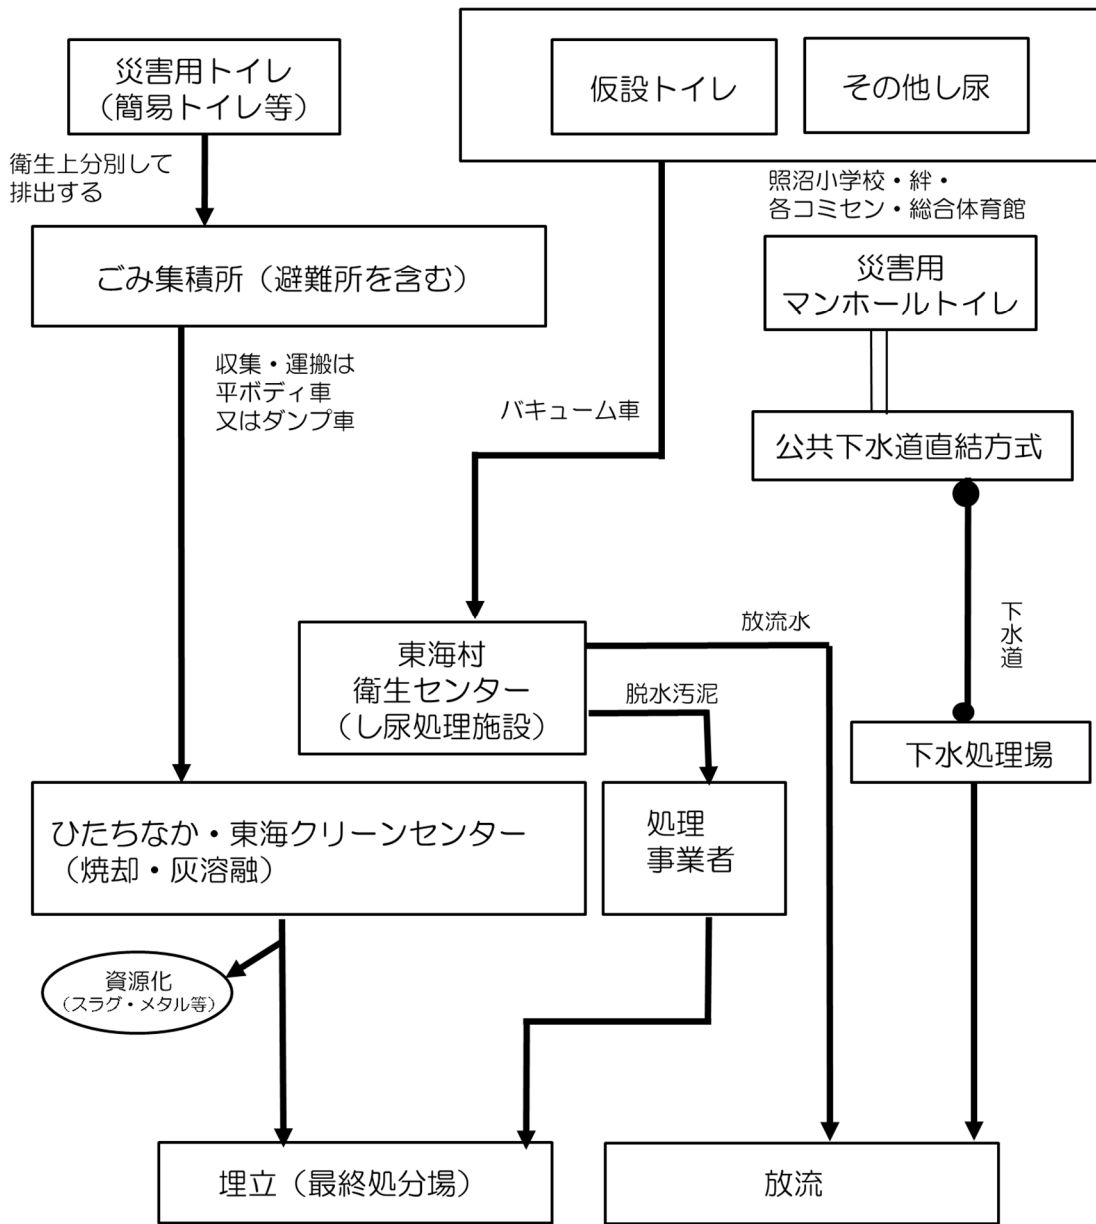 災害用トイレ
(簡易トイレ等)
仮設トイレ
その他し尿
衛生上分別して
排出する
照沼小学校・絆・
各コミセン・総合体育館
ごみ集積所(避難所を含む)
災害用
マンホールトイレ
収集・運搬は
平ボディ車
又はダンプ車
バキューム車
公共下水道直結方式
下水道
放流水
東海村
衛生センター
(し尿処理施設)
脱水汚泥
下水処理場
ひたちなか・東海クリーンセンター
(焼却・灰溶融)
処理
事業者
資源化
(スラグ・メタル等)
埋立(最終処分場)
放流